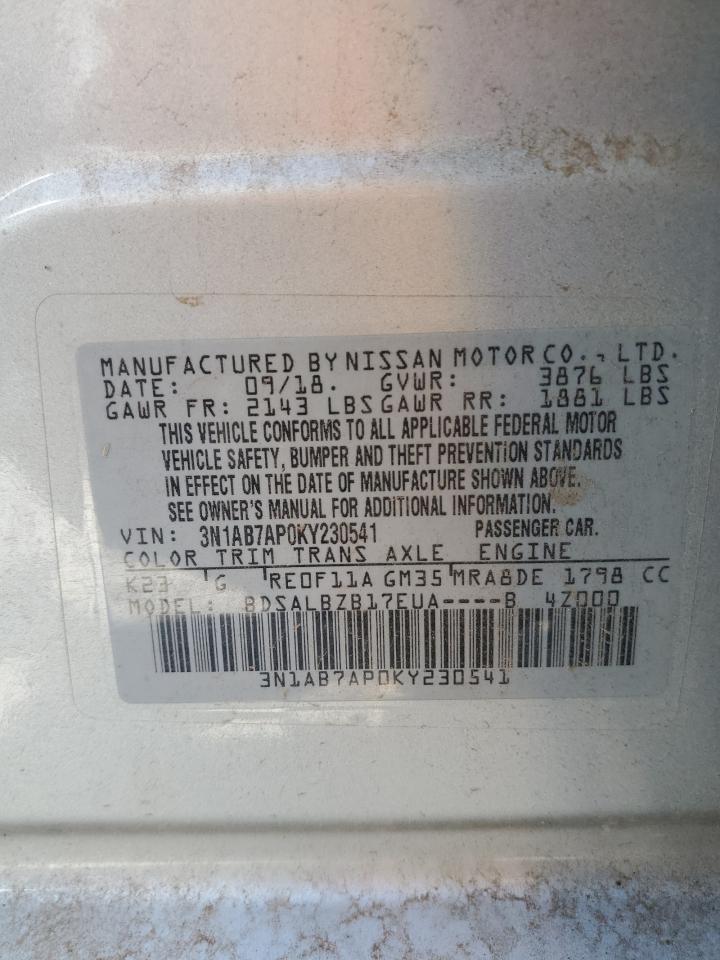 MANUFACTURED BY NISSAN MOTOR CO., LTD.
DATE: 09/18. GVWR: 3876 LBS
GAWR FR: 2143 LBS GAWR RR: 1881 LBS
THIS VEHICLE CONFORMS TO ALL APPLICABLE FEDERAL MOTOR
VEHICLE SAFETY, BUMPER AND THEFT PREVENTION STANDARDS
IN EFFECT ON THE DATE OF MANUFACTURE SHOWN ABOVE.
SEE OWNER'S MANUAL FOR ADDITIONAL INFORMATION.
VIN: 3N1AB7AP0KY230541 PASSENGER CAR.
COLOR TRIM TRANS AXLE ENGINE
K23 G RE0F11A GM35 MRA8DE 1798 CC
MODEL: BDSALBZB17EUA----B 4Z000
3N1AB7AP0KY230541